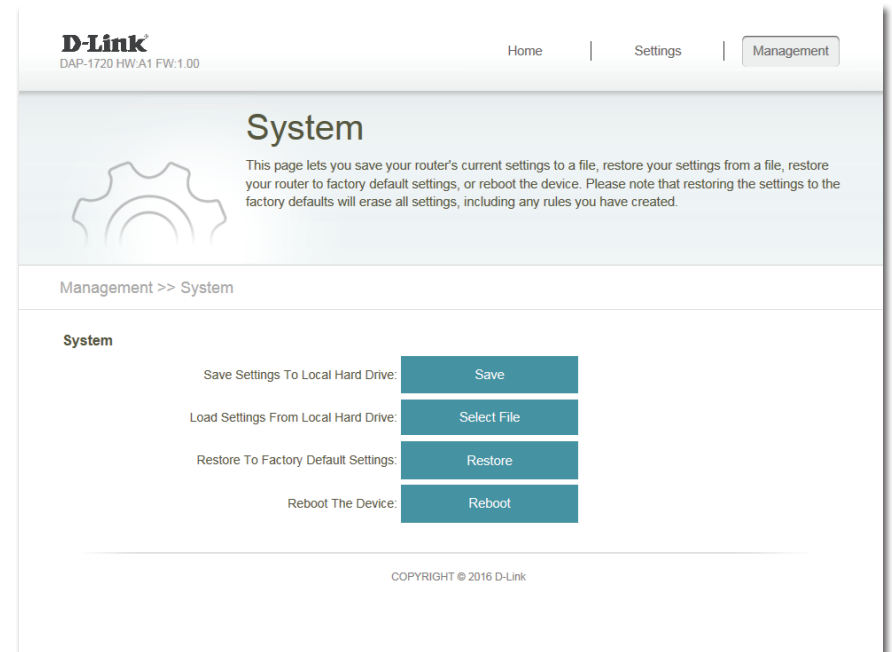 D-Link®
DAP-1720 HW:A1 FW:1.00
Home
Settings
Management
System
This page lets you save your router's current settings to a file, restore your settings from a file, restore
your router to factory default settings, or reboot the device. Please note that restoring the settings to the
factory defaults will erase all settings, including any rules you have created.
Management >> System
System
Save Settings To Local Hard Drive: Save
Load Settings From Local Hard Drive: Select File
Restore To Factory Default Settings: Restore
Reboot The Device: Reboot
COPYRIGHT © 2016 D-Link